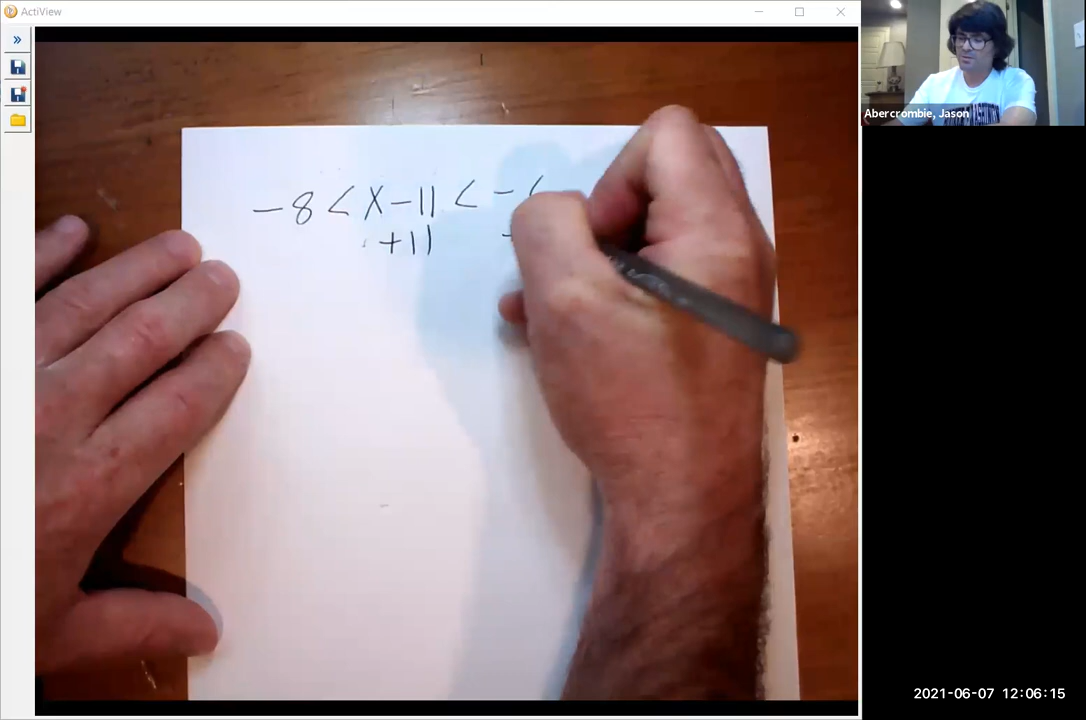 ActiView
-8 < x - 11 < -
+11
Abercrombie, Jason
2021-06-07 12:06:15